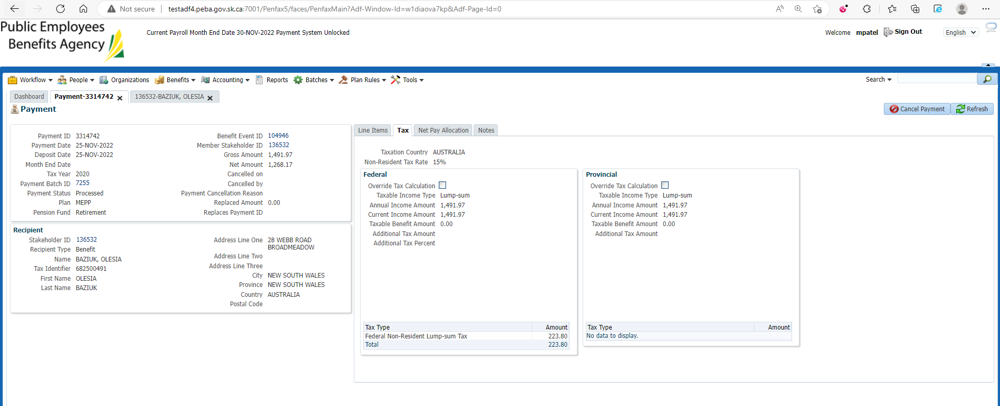 Not secure testadf4.peba.gov.sk.ca:7001/Penfax5/faces/PenfaxMain?Adf-Window-Id=w1diaova7kp&Adf-Page-Id=0
Public Employees
Benefits Agency
Current Payroll Month End Date 30-NOV-2022 Payment System Unlocked
Welcome mpatel Sign Out English
Workflow People Organizations Benefits Accounting Reports Batches Plan Rules Tools Search
Dashboard Payment-3314742 136532-BAZIUK, OLESIA
Payment
Cancel Payment Refresh
Payment ID 3314742
Payment Date 25-NOV-2022
Deposit Date 25-NOV-2022
Month End Date
Tax Year 2020
Payment Batch ID 7255
Payment Status Processed
Plan MEPP
Pension Fund Retirement
Benefit Event ID 104946
Member Stakeholder ID 136532
Gross Amount 1,491.97
Net Amount 1,268.17
Cancelled on
Cancelled by
Payment Cancellation Reason
Replaced Amount 0.00
Replaces Payment ID
Recipient
Stakeholder ID 136532
Recipient Type Benefit
Name BAZIUK, OLESIA
Tax Identifier 682500491
First Name OLESIA
Last Name BAZIUK
Address Line One 28 WEBB ROAD
BROADMEADOW
Address Line Two
Address Line Three
City NEW SOUTH WALES
Province NEW SOUTH WALES
Country AUSTRALIA
Postal Code
Line Items Tax Net Pay Allocation Notes
Taxation Country AUSTRALIA
Non-Resident Tax Rate 15%
Federal
Override Tax Calculation
Taxable Income Type Lump-sum
Annual Income Amount 1,491.97
Current Income Amount 1,491.97
Taxable Benefit Amount 0.00
Additional Tax Amount
Additional Tax Percent
Tax Type Amount
Federal Non-Resident Lump-sum Tax 223.80
Total 223.80
Provincial
Override Tax Calculation
Taxable Income Type Lump-sum
Annual Income Amount 1,491.97
Current Income Amount 1,491.97
Taxable Benefit Amount 0.00
Additional Tax Amount
Tax Type Amount
No data to display.